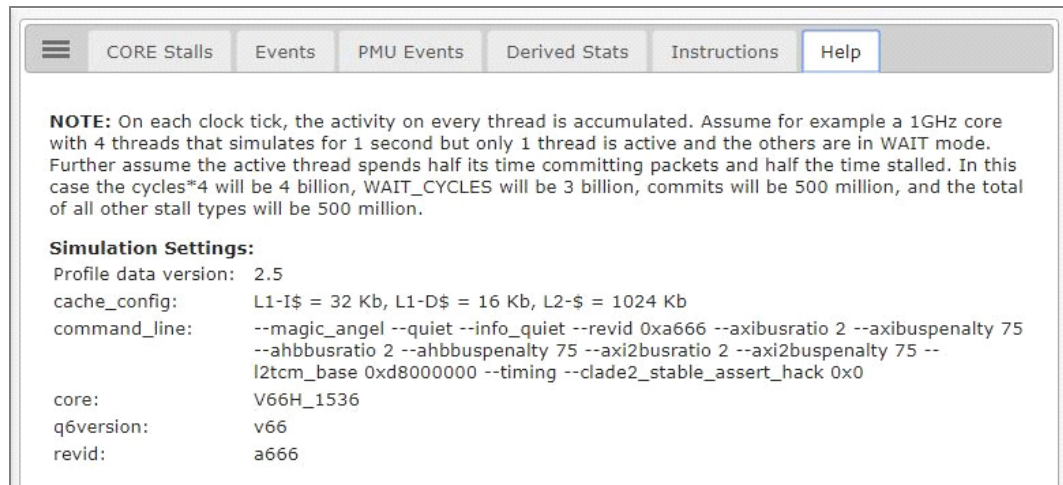 CORE Stalls Events PMU Events Derived Stats Instructions Help
NOTE: On each clock tick, the activity on every thread is accumulated. Assume for example a 1GHz core
with 4 threads that simulates for 1 second but only 1 thread is active and the others are in WAIT mode.
Further assume the active thread spends half its time committing packets and half the time stalled. In this
case the cycles*4 will be 4 billion, WAIT_CYCLES will be 3 billion, commits will be 500 million, and the total
of all other stall types will be 500 million.
Simulation Settings:
Profile data version: 2.5
cache_config: L1-I$ = 32 Kb, L1-D$ = 16 Kb, L2-$ = 1024 Kb
command_line: --magic_angel --quiet --info_quiet --revid 0xa666 --axibusratio 2 --axibuspenalty 75
--ahbbusratio 2 --ahbbuspenalty 75 --axi2busratio 2 --axi2buspenalty 75 --
l2tcm_base 0xd8000000 --timing --clade2_stable_assert_hack 0x0
core: V66H_1536
q6version: v66
revid: a666